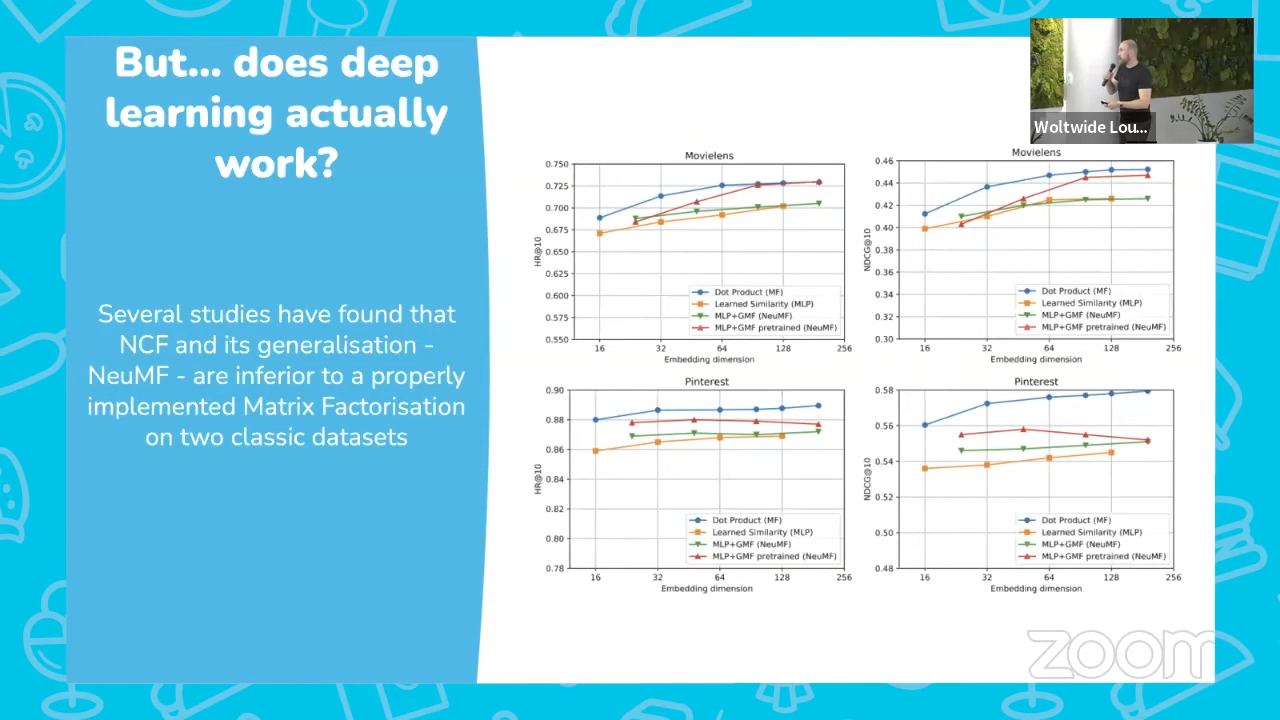 But... does deep
learning actually
work?
Several studies have found that
NCF and its generalisation -
NeuMF - are inferior to a properly
implemented Matrix Factorisation
on two classic datasets
Woltwide Lou...
Movielens
HR@10
0.750
0.725
0.700
0.675
0.650
0.625
0.600
0.575
0.550
Dot Product (MF)
Learned Similarity (MLP)
MLP+GMF (NeuMF)
MLP+GMF pretrained (NeuMF)
16 32 64 128 256
Embedding dimension
Movielens
NDCG@10
0.46
0.44
0.42
0.40
0.38
0.36
0.34
0.32
0.30
Dot Product (MF)
Learned Similarity (MLP)
MLP+GMF (NeuMF)
MLP+GMF pretrained (NeuMF)
16 32 64 128 256
Embedding dimension
Pinterest
HR@10
0.90
0.88
0.86
0.84
0.82
0.80
0.78
Dot Product (MF)
Learned Similarity (MLP)
MLP+GMF (NeuMF)
MLP+GMF pretrained (NeuMF)
16 32 64 128 256
Embedding dimension
Pinterest
NDCG@10
0.58
0.56
0.54
0.52
0.50
0.48
Dot Product (MF)
Learned Similarity (MLP)
MLP+GMF (NeuMF)
MLP+GMF pretrained (NeuMF)
16 32 64 128 256
Embedding dimension
zoom